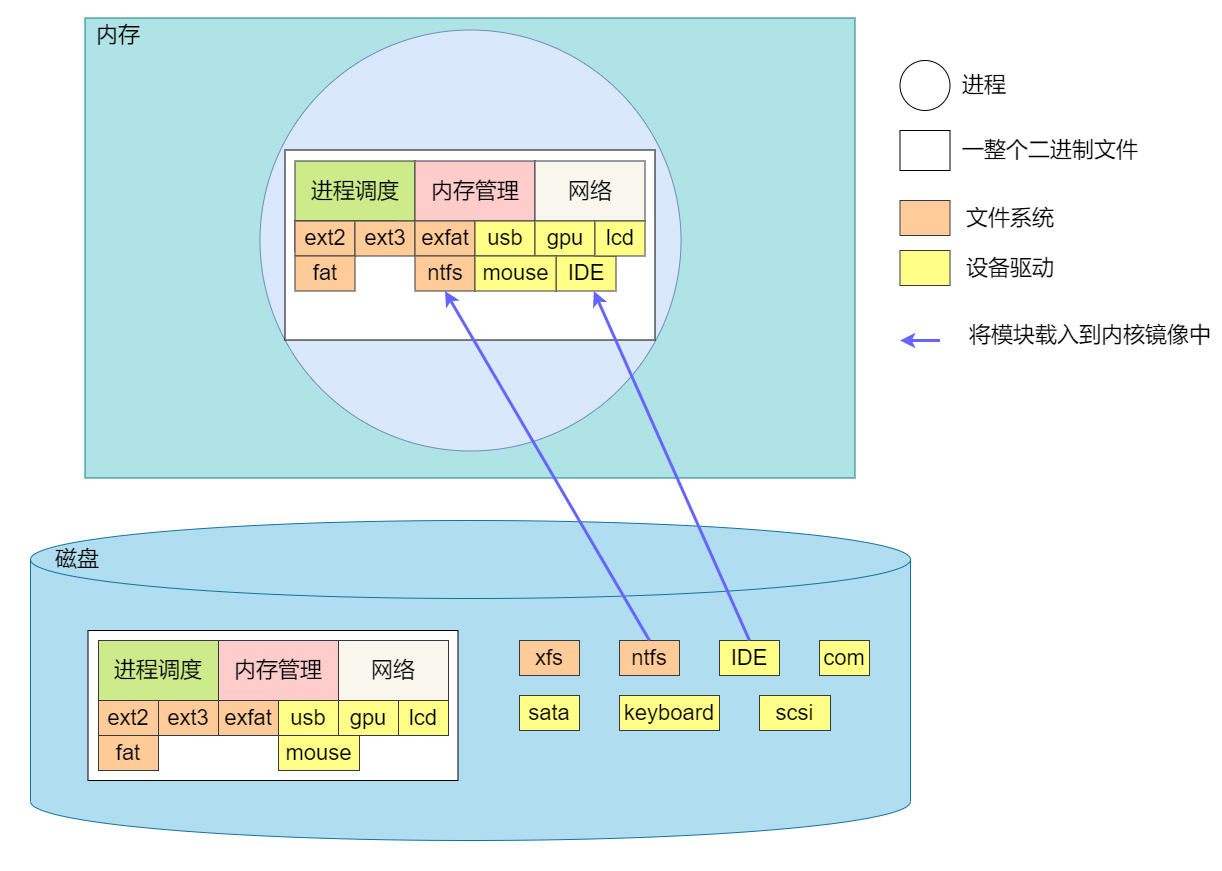 内存
进程
一整个二进制文件
文件系统
设备驱动
将模块载入到内核镜像中
进程调度 内存管理 网络
ext2 ext3 exfat usb gpu lcd
fat ntfs mouse IDE
磁盘
进程调度 内存管理 网络
ext2 ext3 exfat usb gpu lcd
fat mouse
xfs ntfs IDE com
sata keyboard scsi